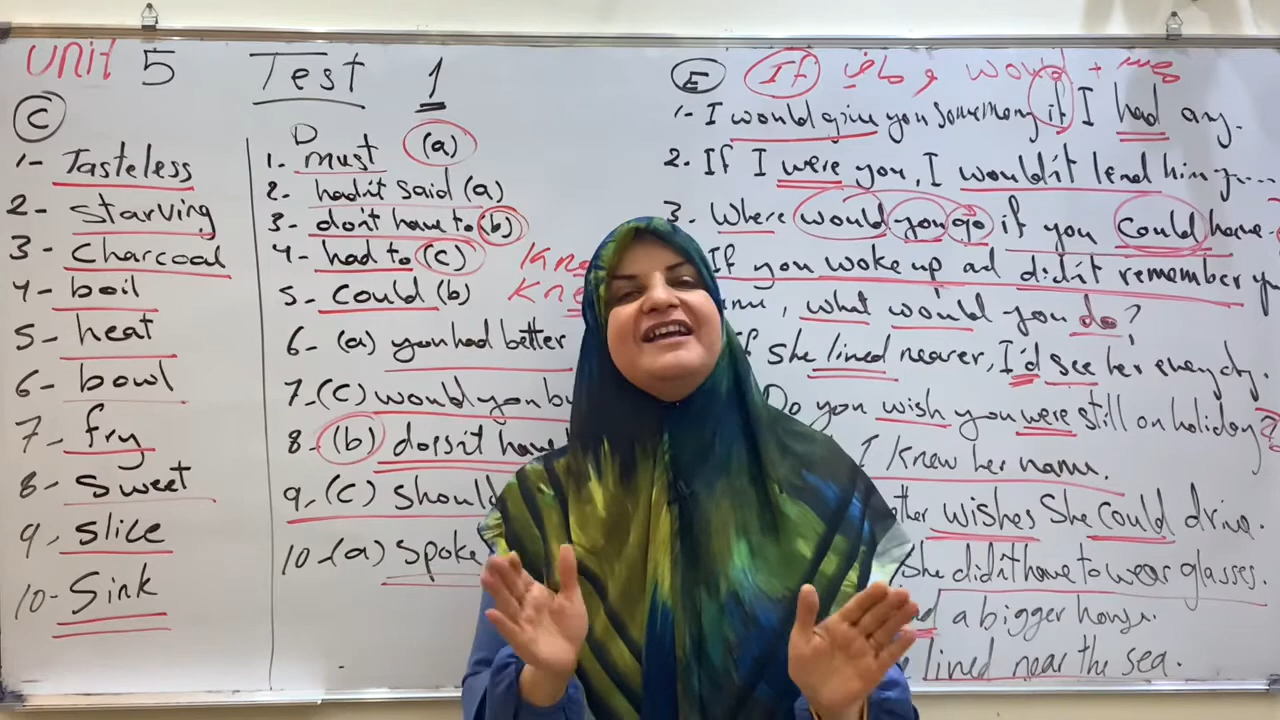 Unit 5 Test 1
C
1- Tasteless
2- starving
3- Charcoal
4- boil
5- heat
6- bowl
7- fry
8- sweet
9, slice
10- Sink
D
1. must (a)
2- hadn't said (a)
3- don't have to (b)
4- had to (c)
5- could (b)
6- (a) you had better
7- (c) would you
8- (b) doesn't have
9- (c) should
10- (a) spoke
E If would +
1- I would give you some if I had any.
2. If I were you, I wouldn't lend him
3. Where would you go if you could have
If you woke up and didn't remember
what would you do?
she lined nearer, I'd see her every day.
Do you wish you were still on holiday?
I knew her name.
wishes she could drive.
She didn't have to wear glasses.
a bigger house.
lined near the sea.